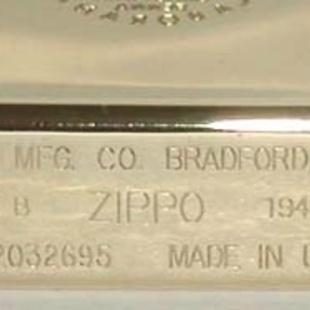 MFG. CO. BRADFORD
B ZIPPO 194
2032695 MADE IN U